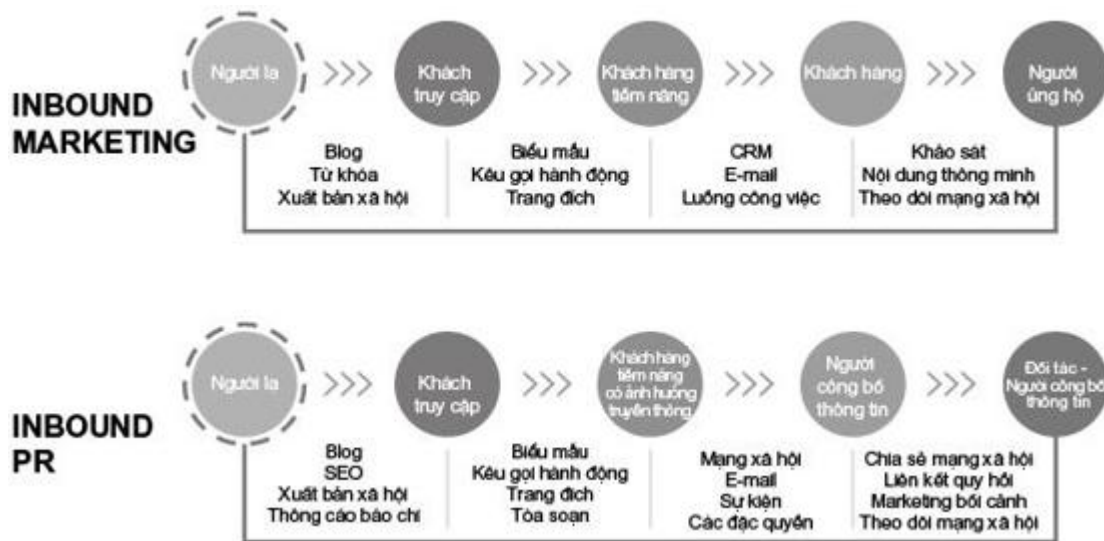 Người lạ
Khách
truy cập
Khách hàng
tiềm năng
Khách hàng
Người
ủng hộ
INBOUND
MARKETING
Blog
Từ khóa
Xuất bản xã hội
Biểu mẫu
Kêu gọi hành động
Trang đích
CRM
E-mail
Luồng công việc
Khảo sát
Nội dung thông minh
Theo dõi mạng xã hội
Người lạ
Khách
truy cập
Khách hàng
tiềm năng
có ảnh hưởng
truyền thông
Người
công bố
thông tin
Đối tác -
Người công bố
thông tin
INBOUND
PR
Blog
SEO
Xuất bản xã hội
Thông cáo báo chí
Biểu mẫu
Kêu gọi hành động
Trang đích
Tòa soạn
Mạng xã hội
E-mail
Sự kiện
Các đặc quyền
Chia sẻ mạng xã hội
Liên kết quy hồi
Marketing bối cảnh
Theo dõi mạng xã hội